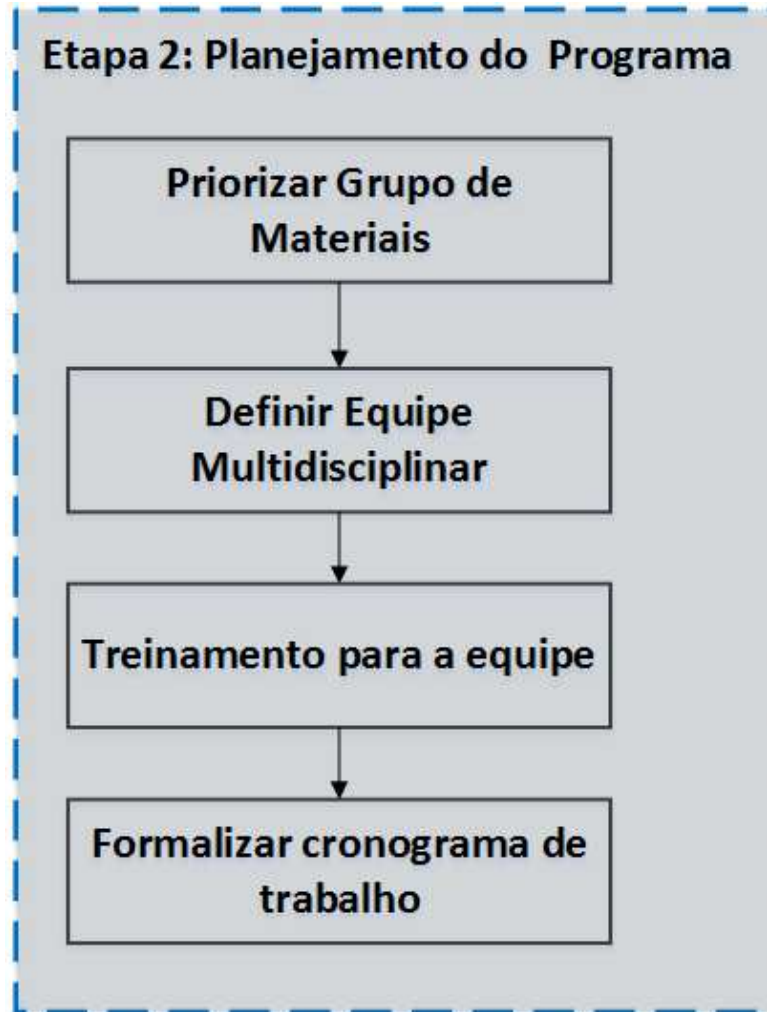 Etapa 2: Planejamento do Programa
Priorizar Grupo de
Materiais
Definir Equipe
Multidisciplinar
Treinamento para a equipe
Formalizar cronograma de
trabalho